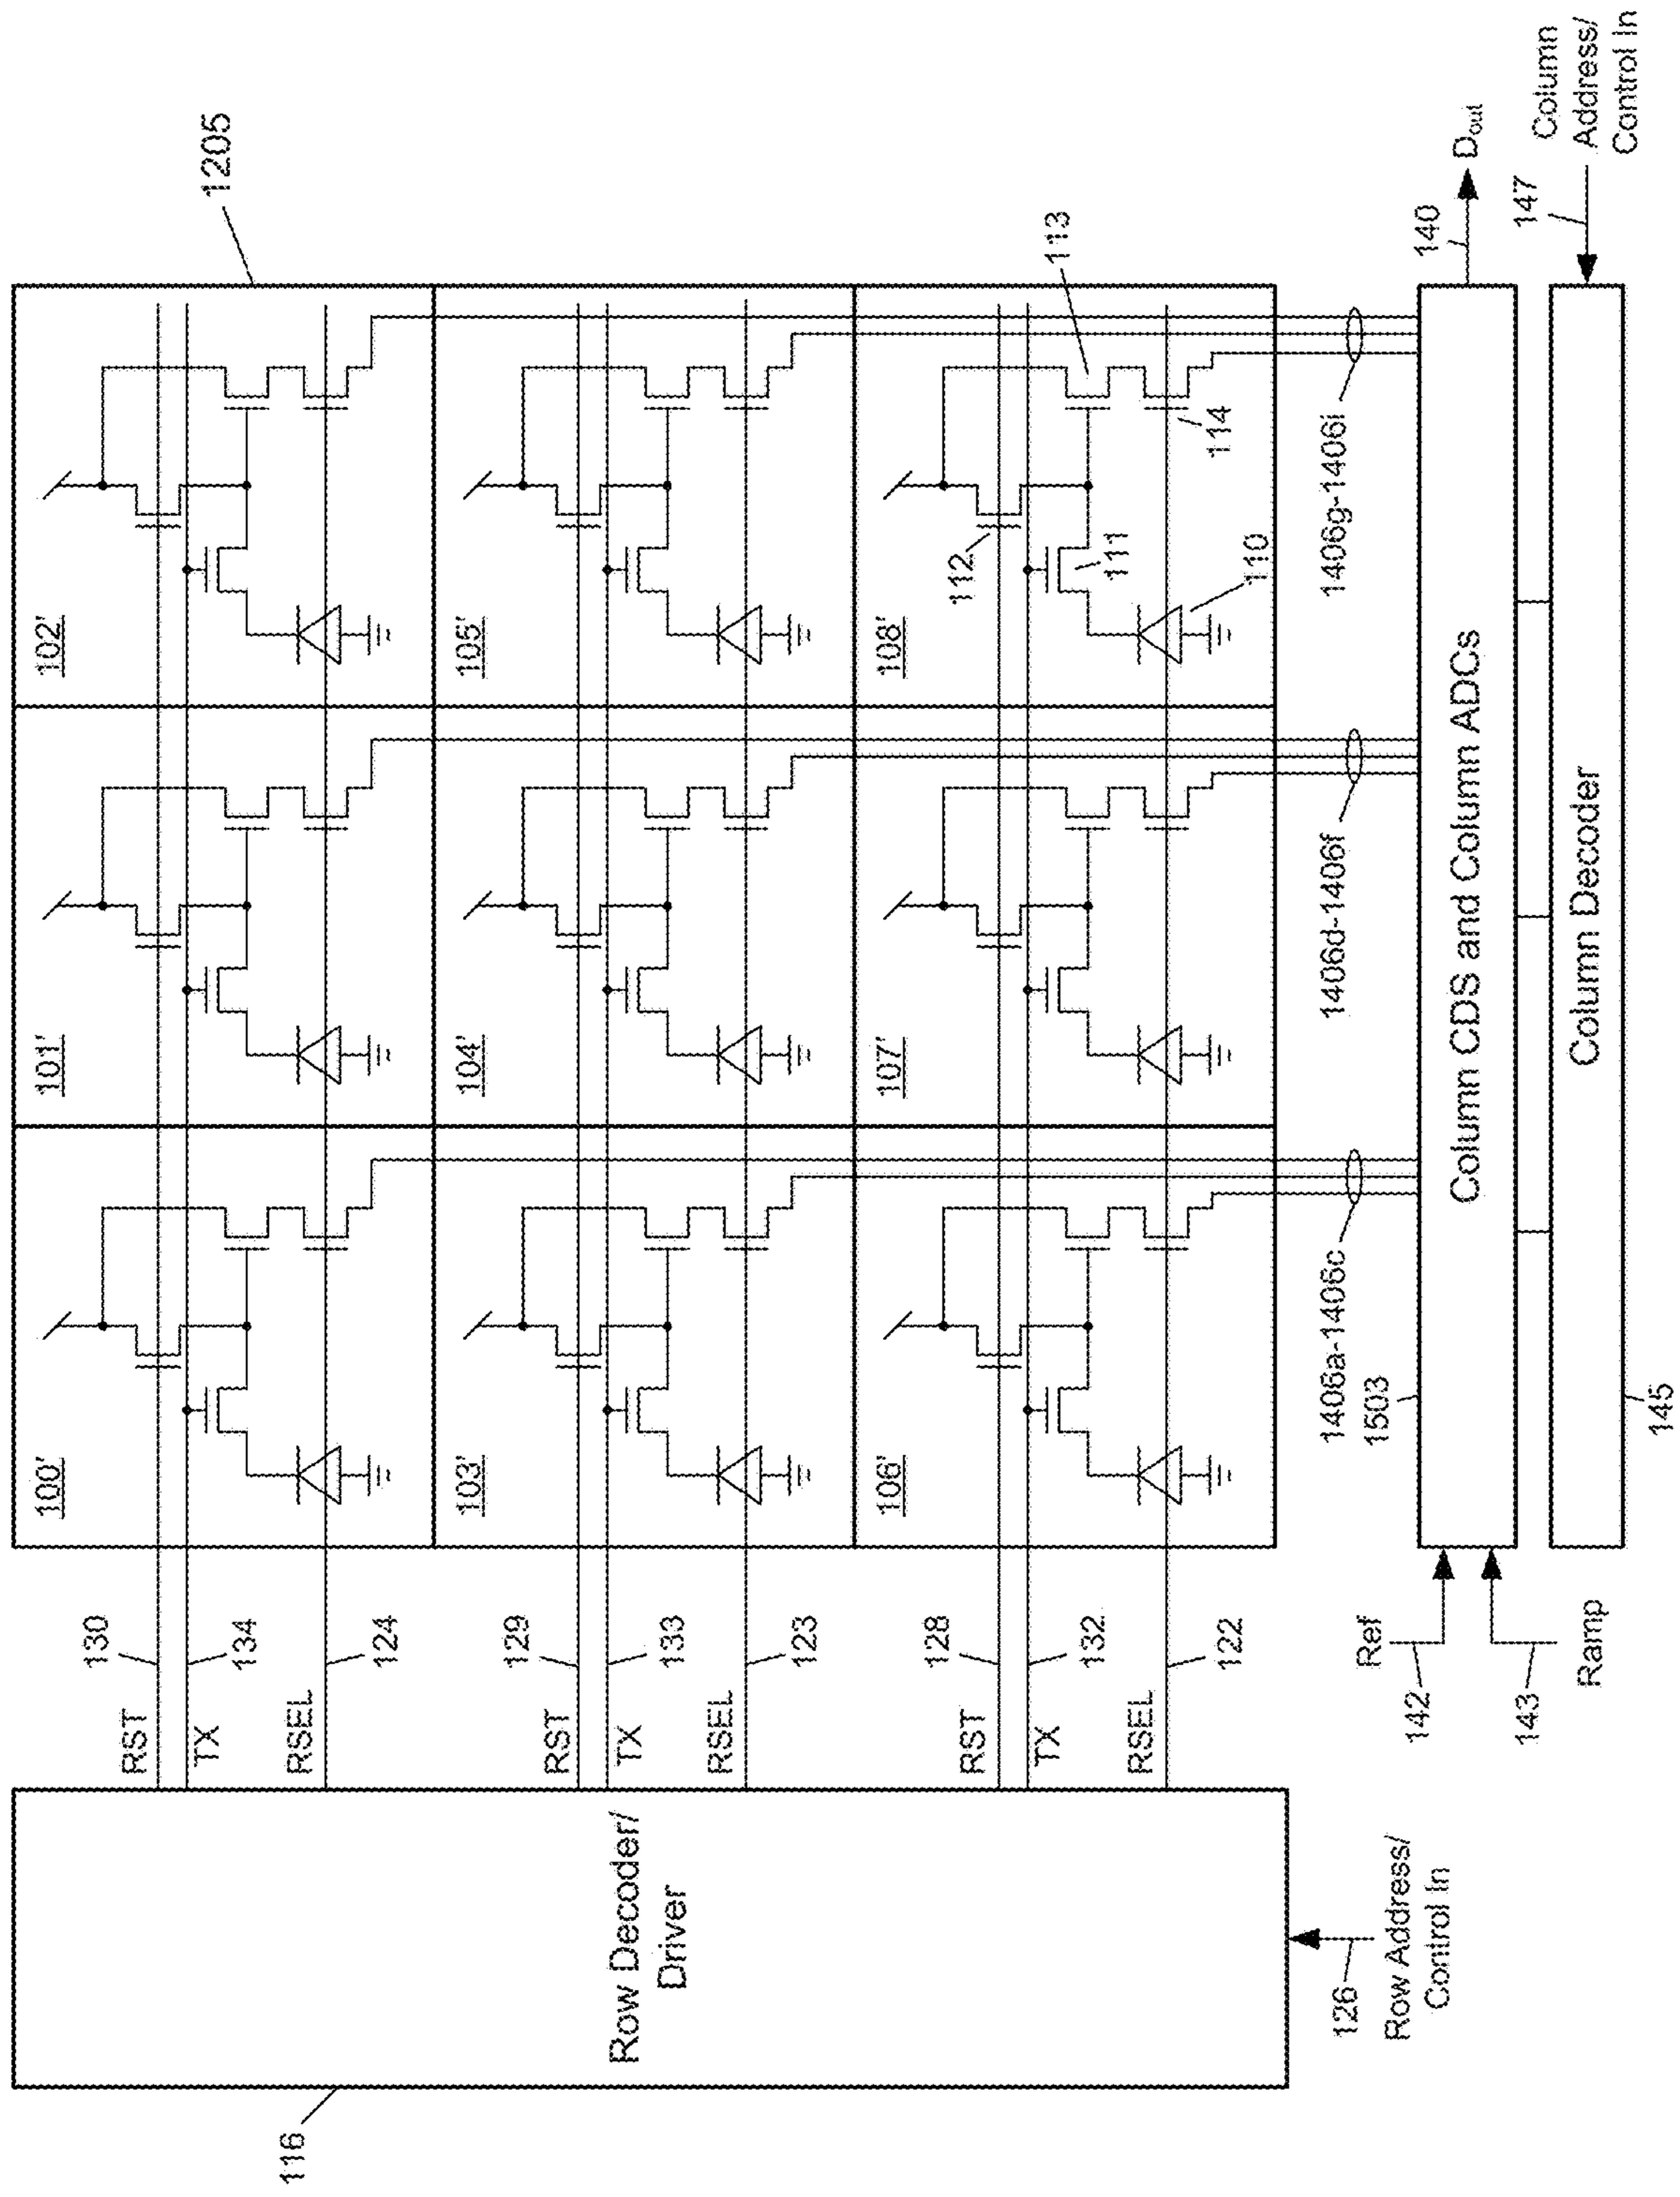 116
Row Decoder/
Driver
126
Row Address/
Control In
RST
130
TX
134
RSEL
124
RST
129
TX
133
RSEL
123
RST
128
TX
132
RSEL
122
100'
101'
102'
1205
103'
104'
105'
106'
107'
108'
112
111
110
113
114
1406a-1406c
1406d-1406f
1406g-1406i
1503
Ref
142
143
Ramp
Column CDS and Column ADCs
140
Dout
Column Decoder
145
147
Column
Address/
Control In